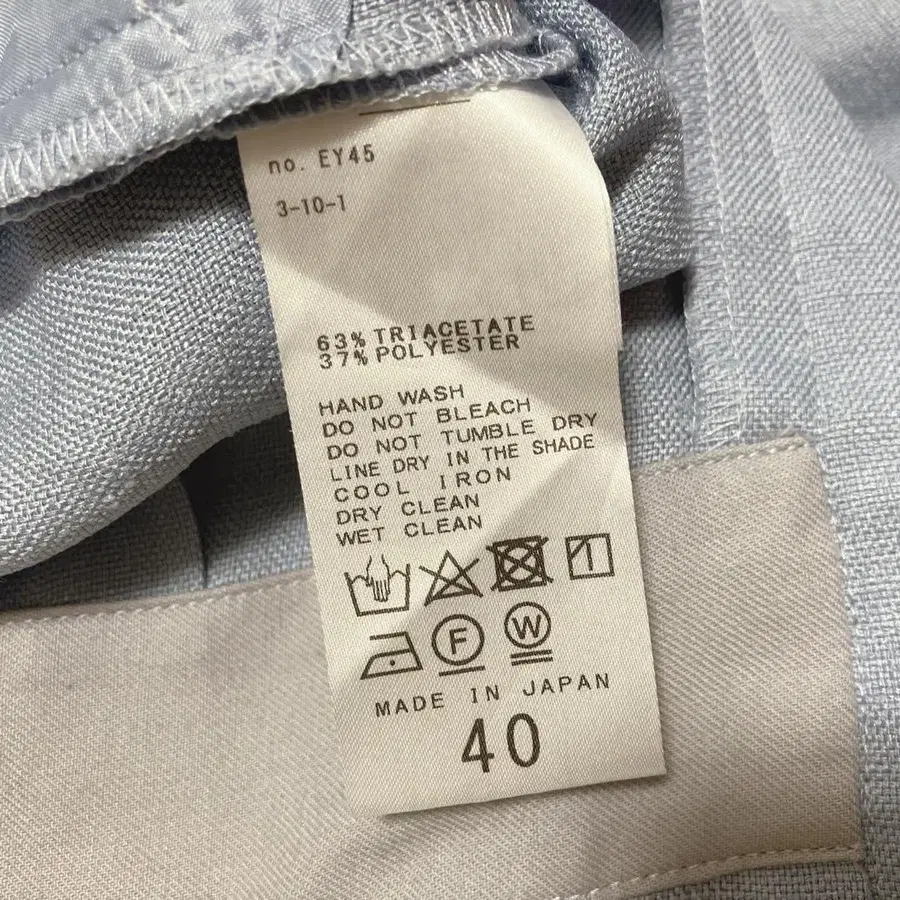 no. EY45
3-10-1
63% TRIACETATE
37% POLYESTER
HAND WASH
DO NOT BLEACH
DO NOT TUMBLE DRY
LINE DRY IN THE SHADE
COOL IRON
DRY CLEAN
WET CLEAN
F W
MADE IN JAPAN
40